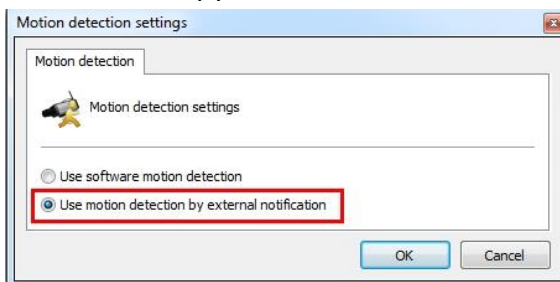 Motion detection settings
Motion detection
Motion detection settings
Use software motion detection
Use motion detection by external notification
OK
Cancel